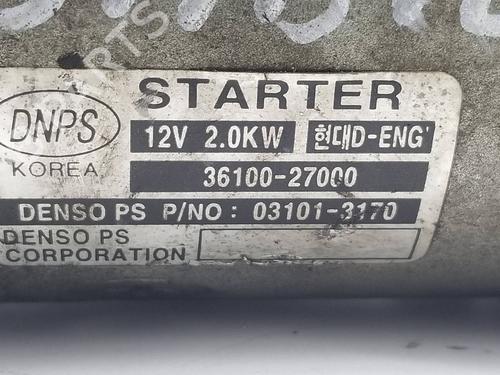 STARTER
DNPS
12V 2.0KW 현대D-ENG'
KOREA
36100-27000
DENSO PS P/NO : 03101-3170
DENSO PS
CORPORATION